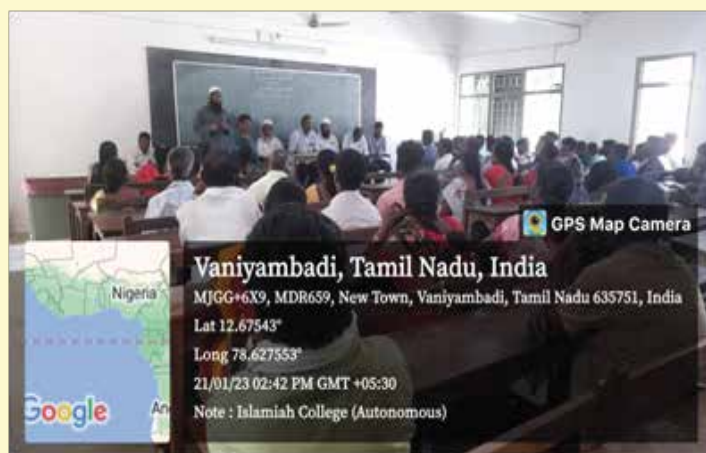 GPS Map Camera
Vaniyambadi, Tamil Nadu, India
MJGG+6X9, MDR659, New Town, Vaniyambadi, Tamil Nadu 635751, India
Lat 12.67543°
Long 78.627553°
21/01/23 02:42 PM GMT +05:30
Note : Islamiah College (Autonomous)
Nigeria
Google